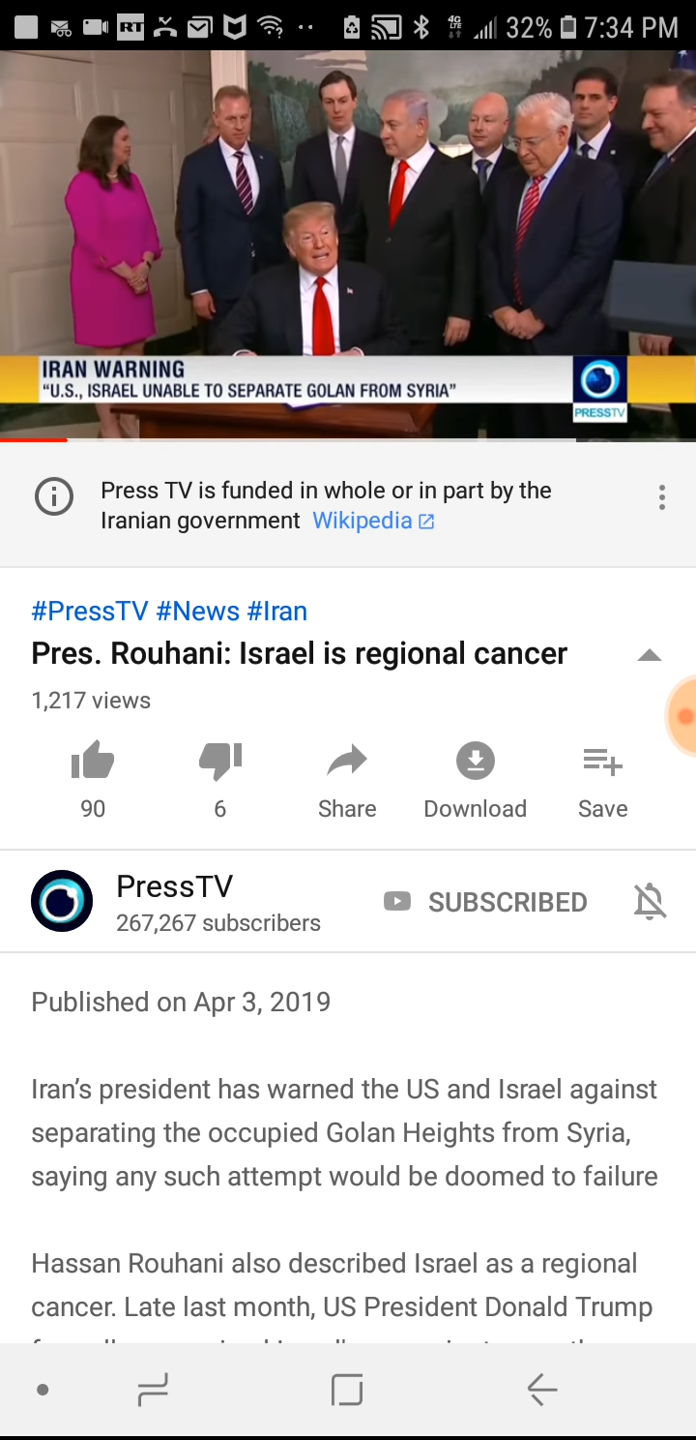 RT
4G
LTE
32%
7:34 PM
IRAN WARNING
"U.S., ISRAEL UNABLE TO SEPARATE GOLAN FROM SYRIA"
PRESSTV
Press TV is funded in whole or in part by the
Iranian government Wikipedia
#PressTV #News #Iran
Pres. Rouhani: Israel is regional cancer
1,217 views
90
6
Share
Download
Save
PressTV
267,267 subscribers
SUBSCRIBED
Published on Apr 3, 2019
Iran’s president has warned the US and Israel against
separating the occupied Golan Heights from Syria,
saying any such attempt would be doomed to failure
Hassan Rouhani also described Israel as a regional
cancer. Late last month, US President Donald Trump